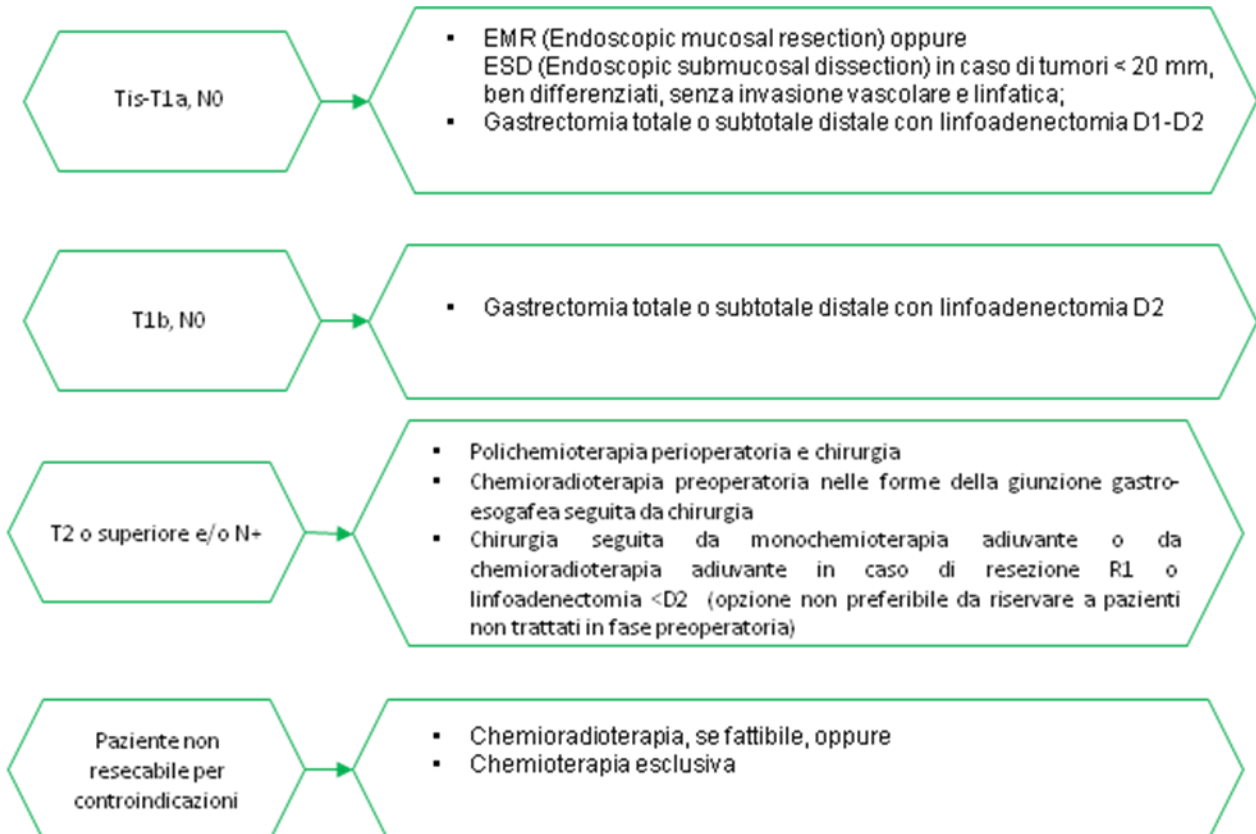 Tis-T1a, N0
▪ EMR (Endoscopic mucosal resection) oppure
ESD (Endoscopic submucosal dissection) in caso di tumori < 20 mm,
ben differenziati, senza invasione vascolare e linfatica;
▪ Gastrectomia totale o subtotale distale con linfoadenectomia D1-D2
T1b, N0
▪ Gastrectomia totale o subtotale distale con linfoadenectomia D2
T2 o superiore e/o N+
▪ Polichemioterapia perioperatoria e chirurgia
▪ Chemioradioterapia preoperatoria nelle forme della giunzione gastro-
esogafea seguita da chirurgia
▪ Chirurgia seguita da monochemioterapia adiuvante o da
chemioradioterapia adiuvante in caso di resezione R1 o
linfoadenectomia <D2 (opzione non preferibile da riservare a pazienti
non trattati in fase preoperatoria)
Paziente non
resecabile per
controindicazioni
▪ Chemioradioterapia, se fattibile, oppure
▪ Chemioterapia esclusiva